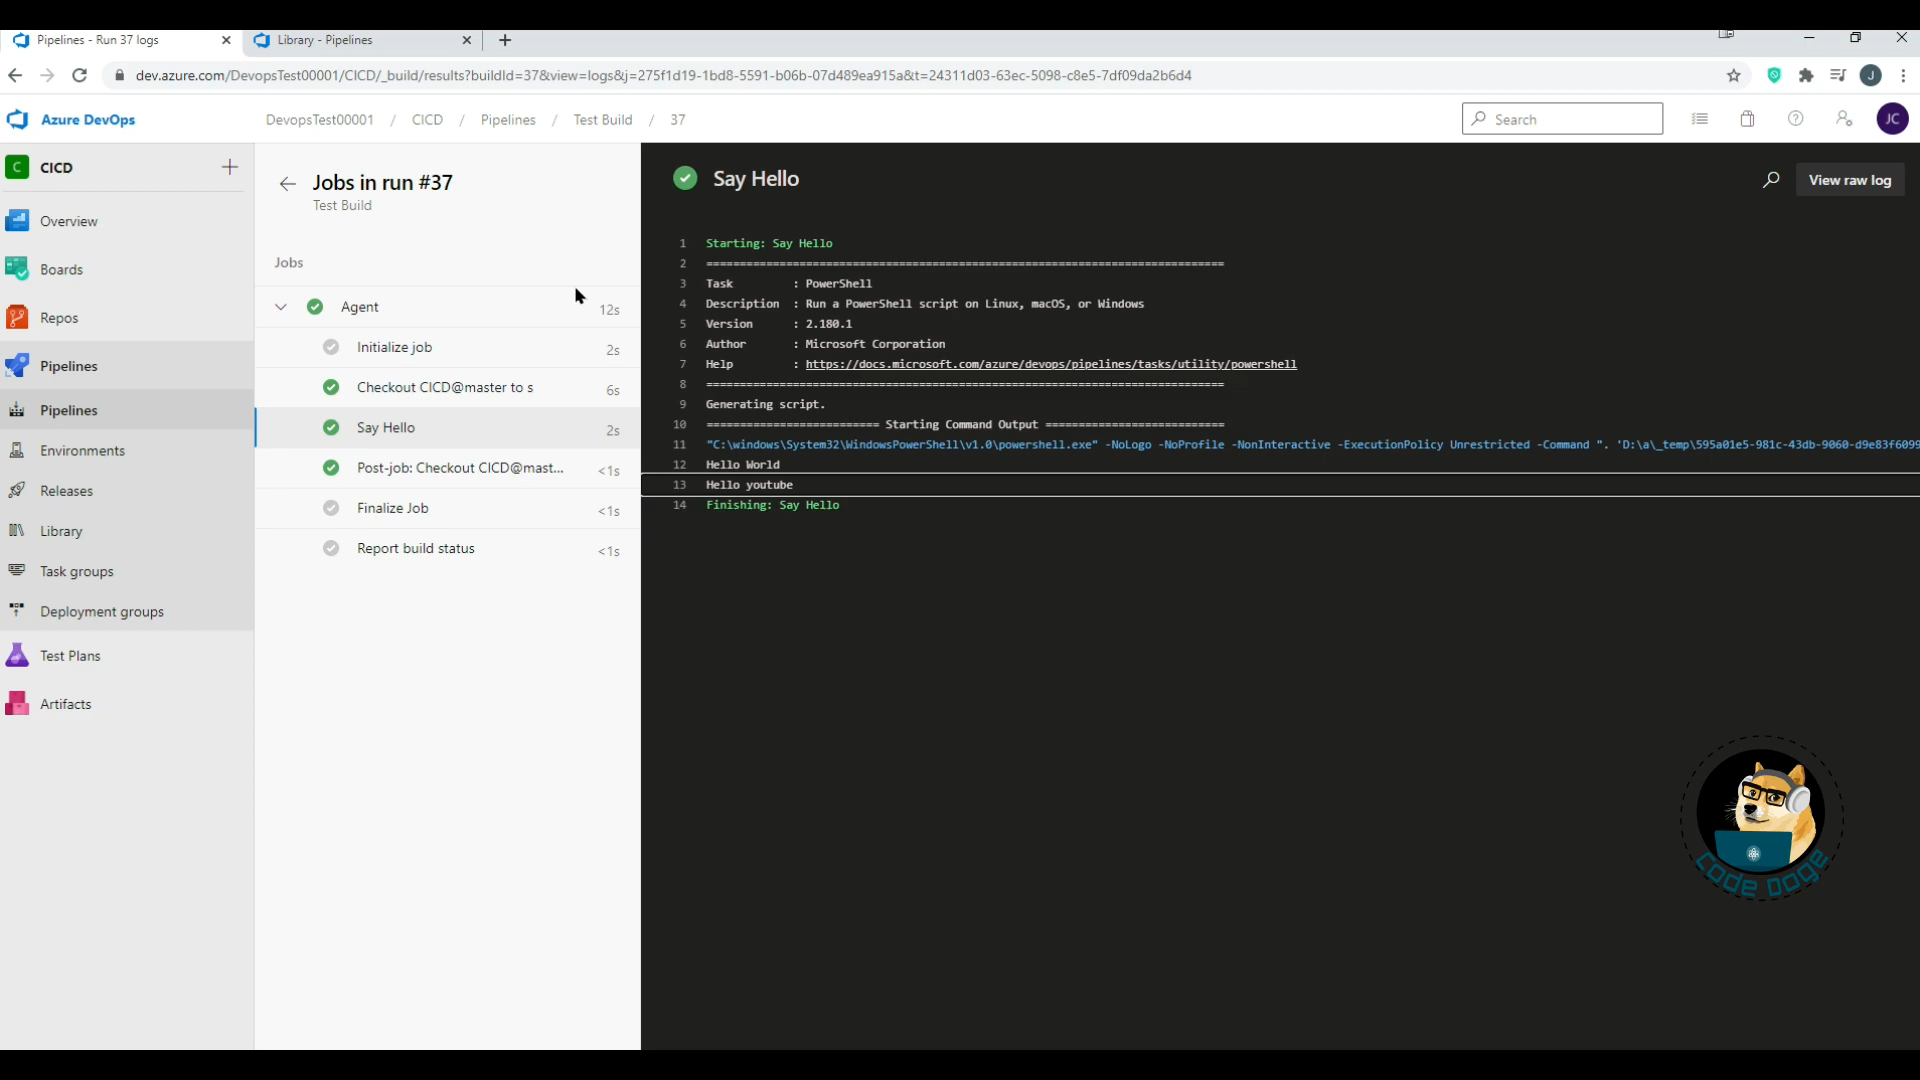 Pipelines - Run 37 logs
Library - Pipelines
dev.azure.com/DevopsTest00001/CICD/_build/results?buildId=37&view=logs&j=275f1d19-1bd8-5591-b06b-07d489ea915a&t=24311d03-63ec-5098-c8e5-7df09da2b6d4
J
Azure DevOps
DevopsTest00001 / CICD / Pipelines / Test Build / 37
Search
JC
C CICD
Overview
Boards
Repos
Pipelines
Pipelines
Environments
Releases
Library
Task groups
Deployment groups
Test Plans
Artifacts
Jobs in run #37
Test Build
Jobs
Agent 12s
Initialize job 2s
Checkout CICD@master to s 6s
Say Hello 2s
Post-job: Checkout CICD@mast... <1s
Finalize Job <1s
Report build status <1s
Say Hello
View raw log
1 Starting: Say Hello
2 ==============================================================================
3 Task : PowerShell
4 Description : Run a PowerShell script on Linux, macOS, or Windows
5 Version : 2.180.1
6 Author : Microsoft Corporation
7 Help : https://docs.microsoft.com/azure/devops/pipelines/tasks/utility/powershell
8 ==============================================================================
9 Generating script.
10 ========================== Starting Command Output ===========================
11 "C:\windows\System32\WindowsPowerShell\v1.0\powershell.exe" -NoLogo -NoProfile -NonInteractive -ExecutionPolicy Unrestricted -Command ". 'D:\a\_temp\595a01e5-981c-43db-9060-d9e83f6099
12 Hello World
13 Hello youtube
14 Finishing: Say Hello
Code Doge